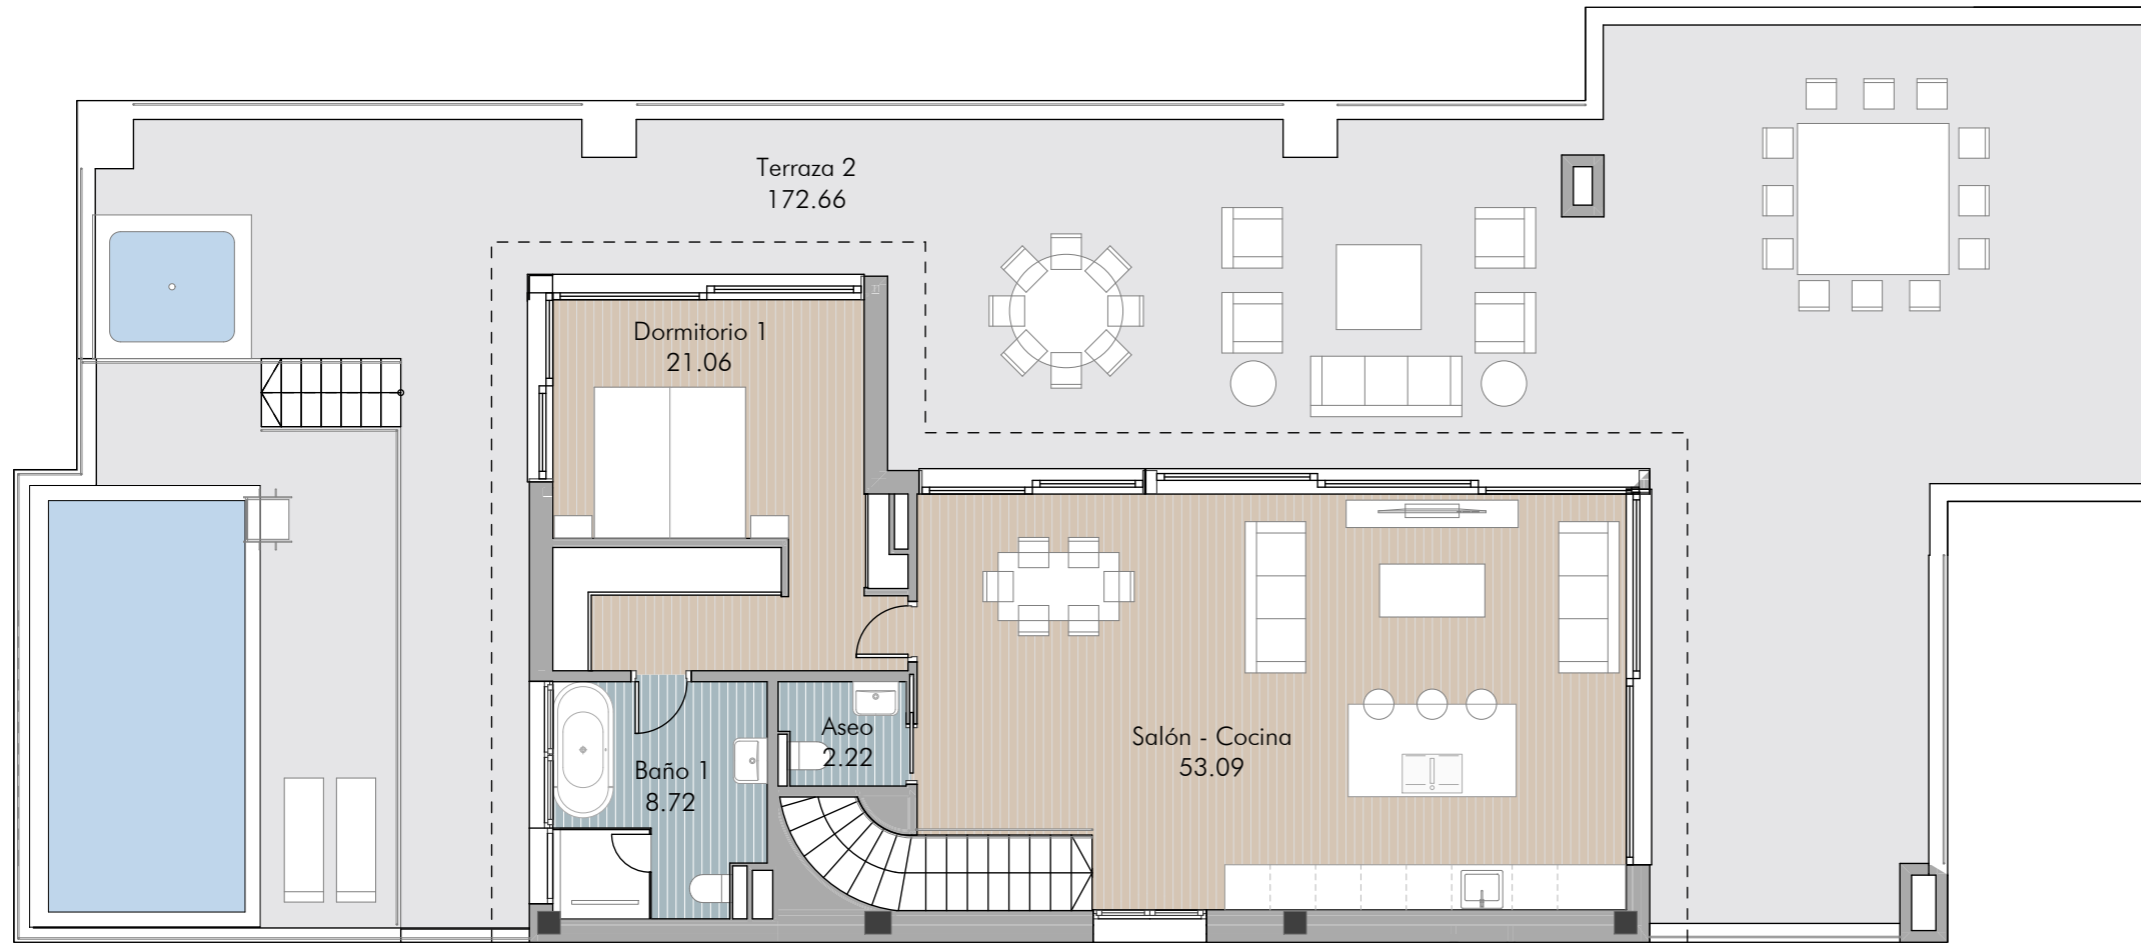 Terraza 2
172.66
Dormitorio 1
21.06
Aseo
2.22
Salón - Cocina
53.09
Baño 1
8.72